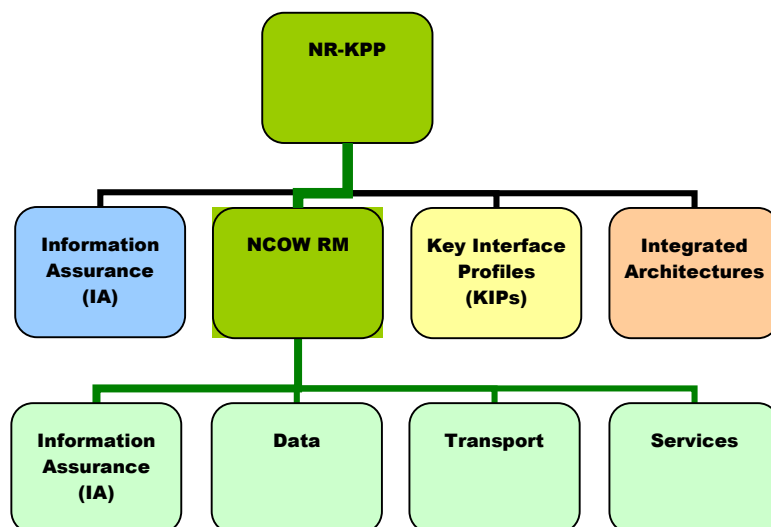 NR-KPP
Information
Assurance
(IA)
NCOW RM
Key Interface
Profiles
(KIPs)
Integrated
Architectures
Information
Assurance
(IA)
Data
Transport
Services